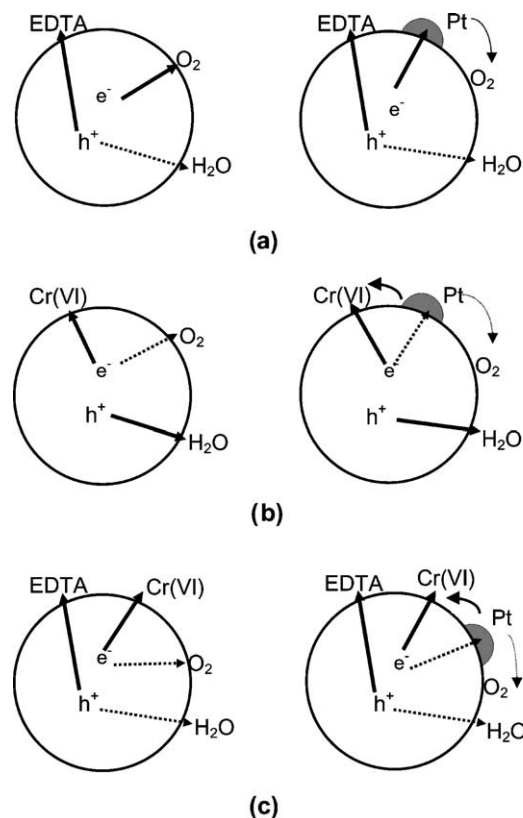 EDTA O₂ e⁻ h⁺ H₂O
EDTA Pt O₂ e⁻ h⁺ H₂O
(a)
Cr(VI) O₂ e⁻ h⁺ H₂O
Cr(VI) Pt O₂ e h⁺ H₂O
(b)
EDTA Cr(VI) e⁻ O₂ h⁺ H₂O
EDTA Cr(VI) Pt e⁻ O₂ h⁺ H₂O
(c)